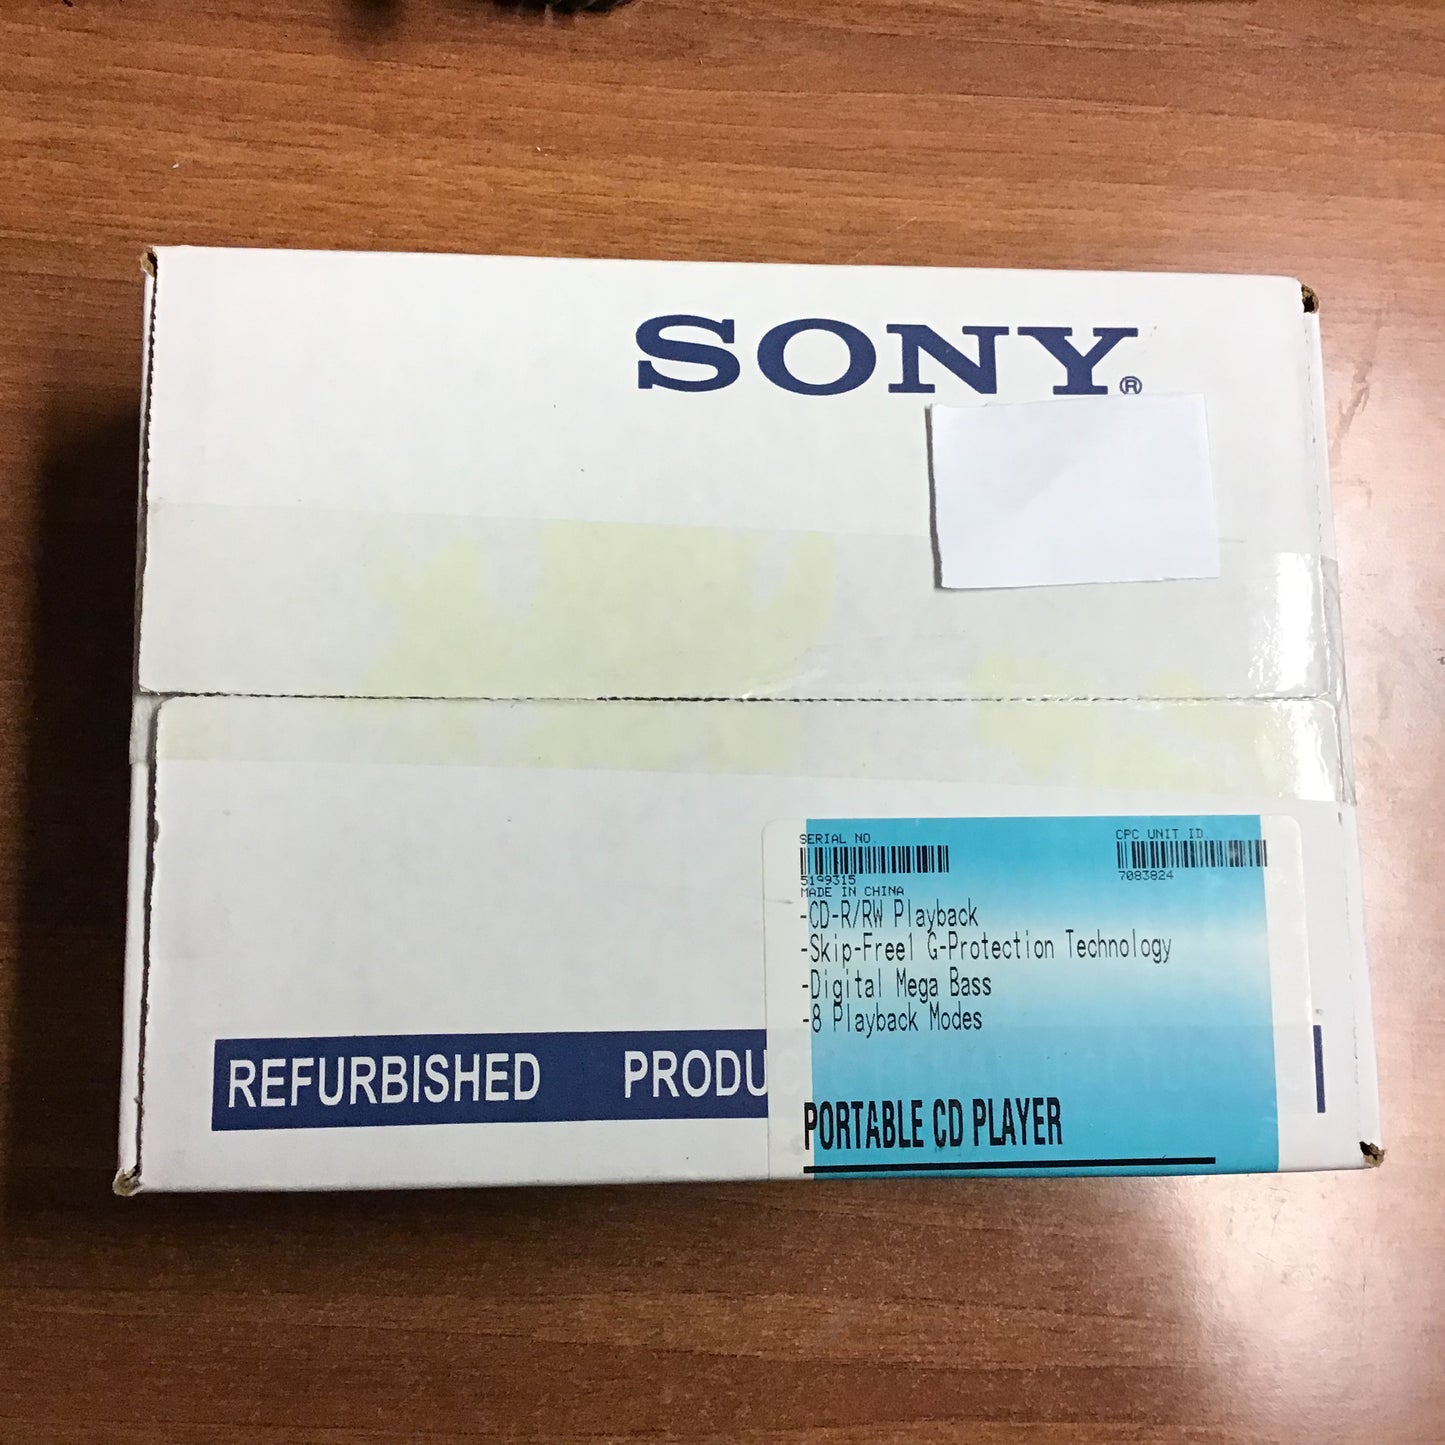 SONY®
SERIAL NO.
5199315
MADE IN CHINA
CPC UNIT ID.
7083824
-CD-R/RW Playback
-Skip-Free1 G-Protection Technology
-Digital Mega Bass
-8 Playback Modes
REFURBISHED PRODU
PORTABLE CD PLAYER